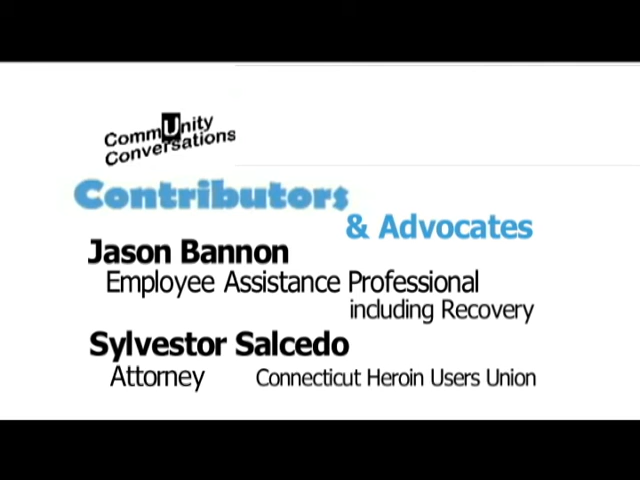 CommUnity
Conversations
Contributors
& Advocates
Jason Bannon
Employee Assistance Professional
including Recovery
Sylvestor Salcedo
Attorney Connecticut Heroin Users Union